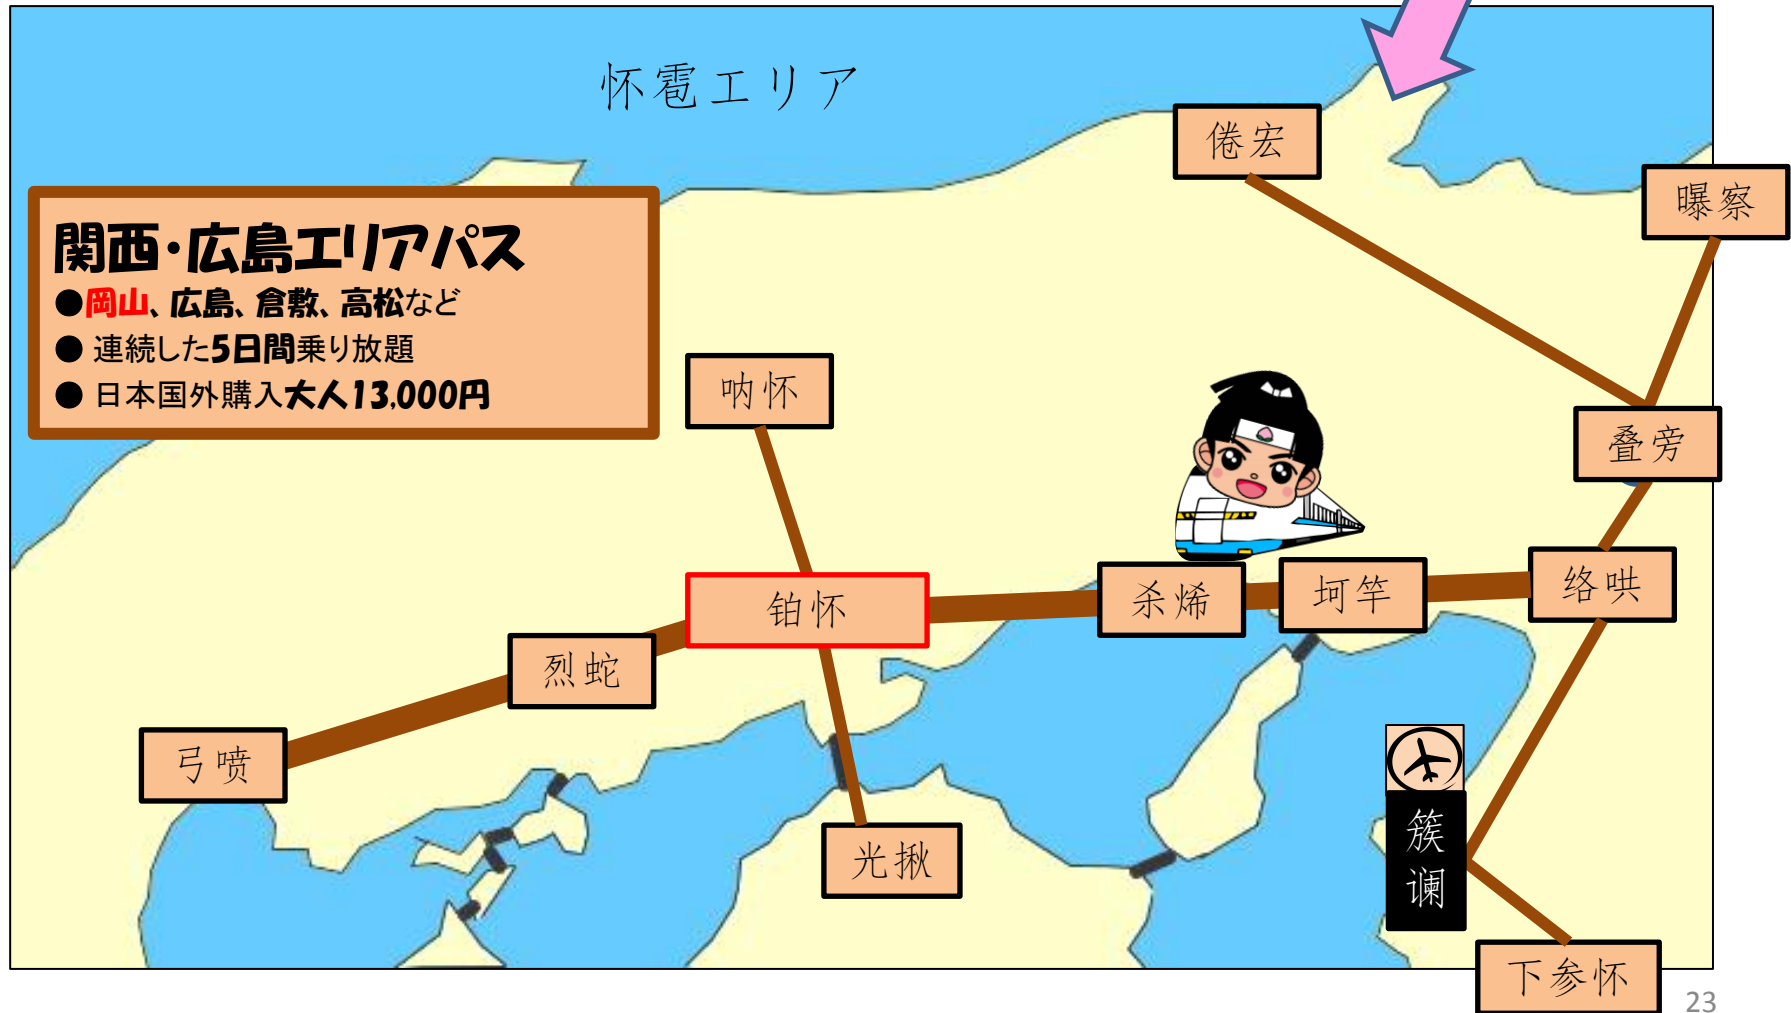 怀雹エリア
倦宏
曝察
関西・広島エリアパス
●岡山、広島、倉敷、高松など
● 連続した5日間乗り放題
● 日本国外購入大人13,000円
呐怀
叠旁
铂怀
杀烯
坷竿
络哄
烈蛇
弓喷
光揪
簇谰
下参怀
23